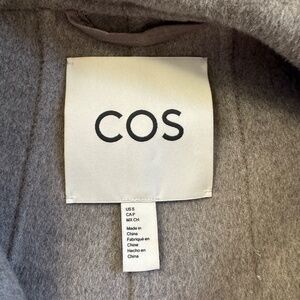 COS
US S
CA P
MX CH
Made in
China
Fabriqué en
Chine
Hecho en
China